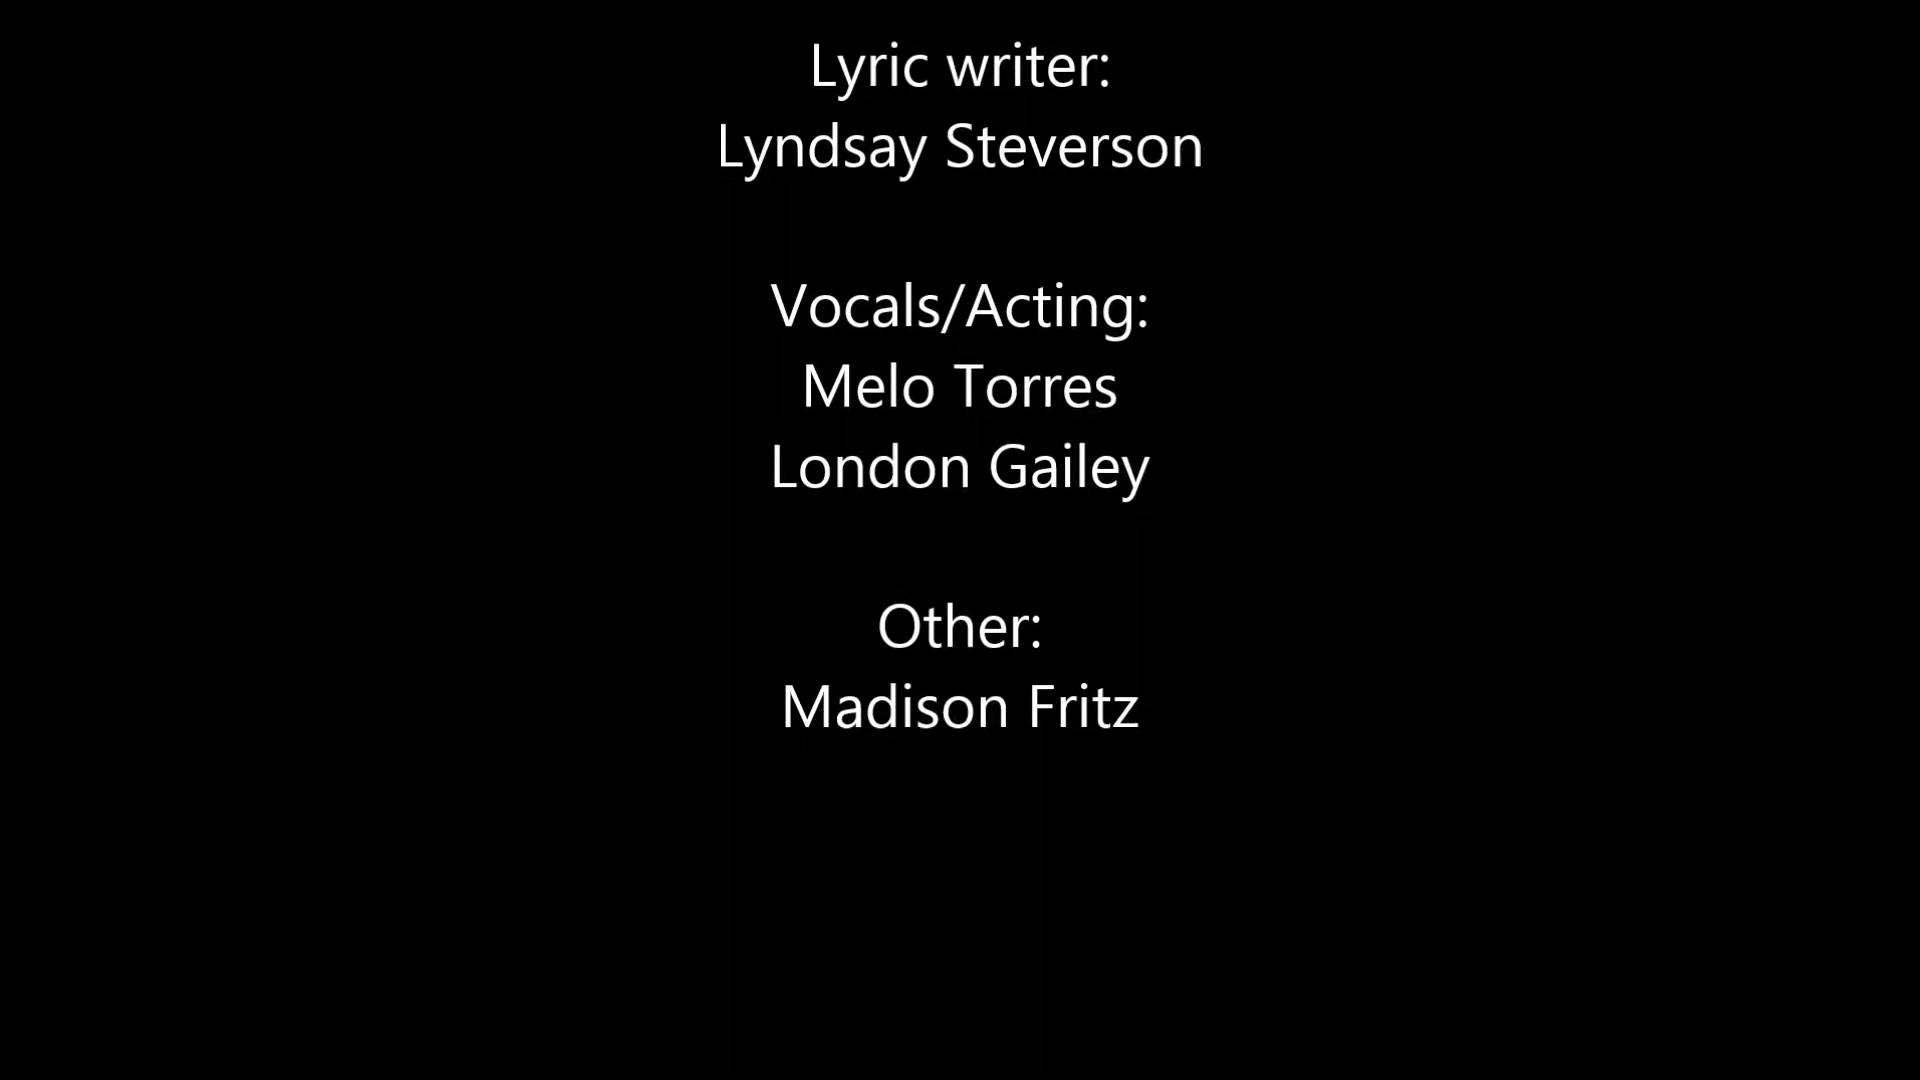 Lyric writer:
Lyndsay Steverson
Vocals/Acting:
Melo Torres
London Gailey
Other:
Madison Fritz